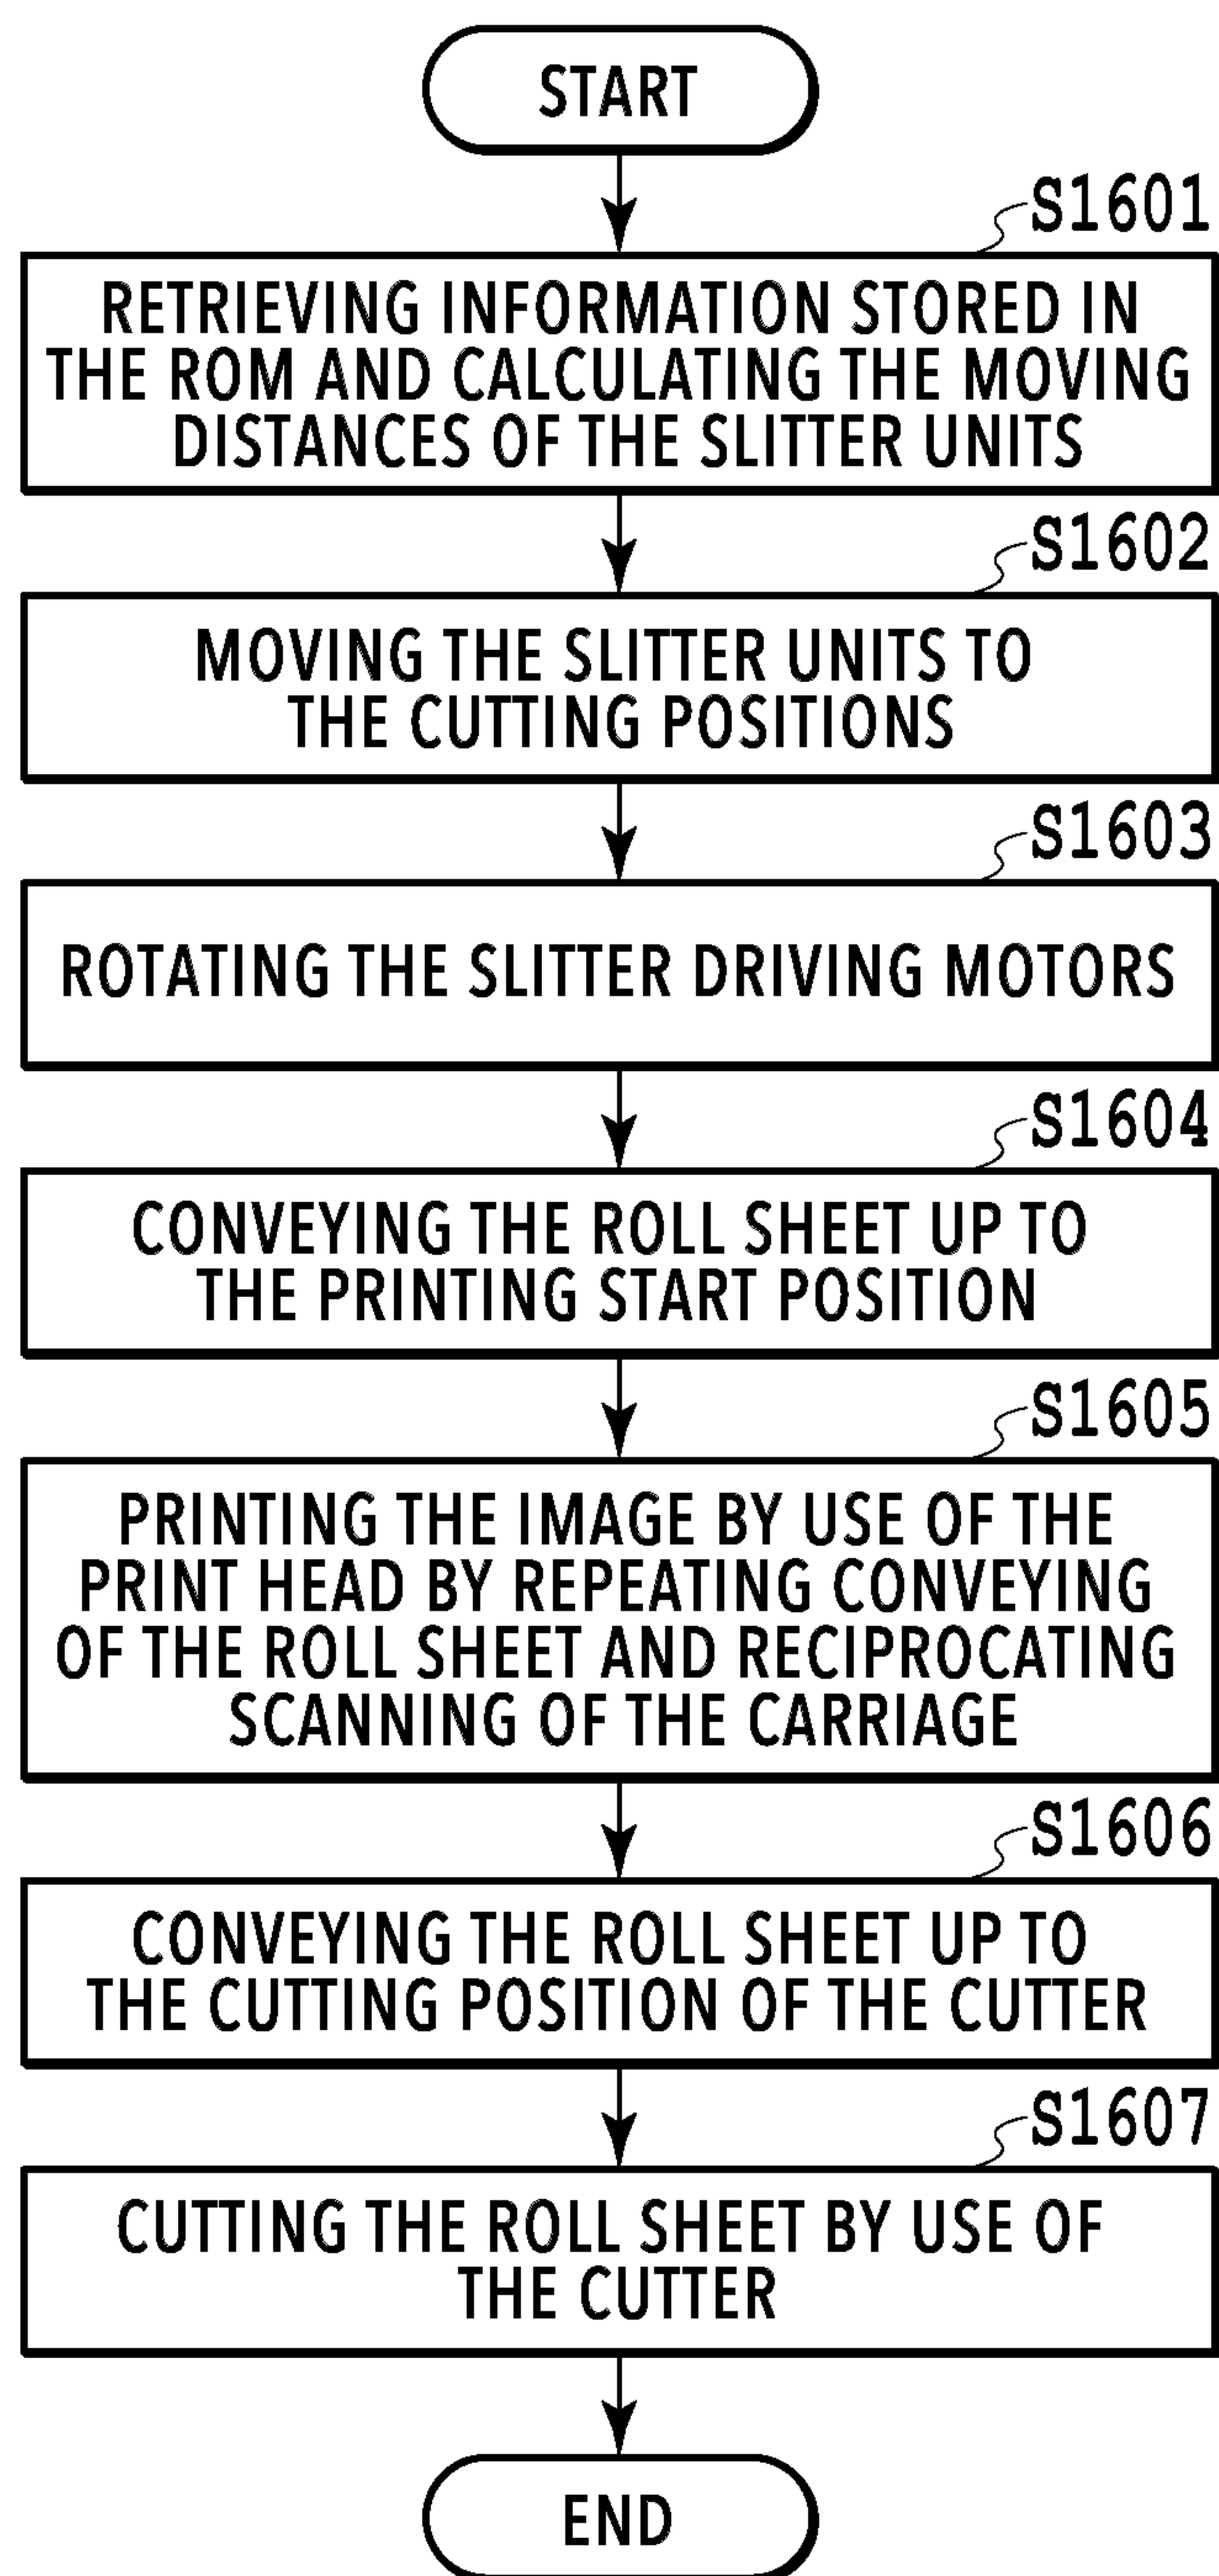 START
S1601
RETRIEVING INFORMATION STORED IN
THE ROM AND CALCULATING THE MOVING
DISTANCES OF THE SLITTER UNITS
S1602
MOVING THE SLITTER UNITS TO
THE CUTTING POSITIONS
S1603
ROTATING THE SLITTER DRIVING MOTORS
S1604
CONVEYING THE ROLL SHEET UP TO
THE PRINTING START POSITION
S1605
PRINTING THE IMAGE BY USE OF THE
PRINT HEAD BY REPEATING CONVEYING
OF THE ROLL SHEET AND RECIPROCATING
SCANNING OF THE CARRIAGE
S1606
CONVEYING THE ROLL SHEET UP TO
THE CUTTING POSITION OF THE CUTTER
S1607
CUTTING THE ROLL SHEET BY USE OF
THE CUTTER
END